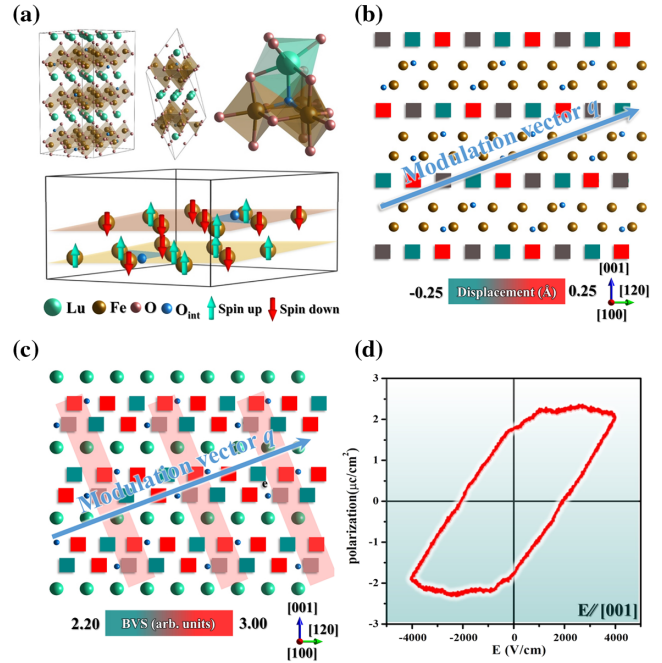 (a)
Lu Fe O Oint Spin up Spin down
(b)
Modulation vector q
-0.25 Displacement (Å) 0.25
[001]
[120]
[100]
(c)
Modulation vector q
e
2.20 BVS (arb. units) 3.00
[001]
[120]
[100]
(d)
polarization(μc/cm2)
3
2
1
0
-1
-2
-3
-4000 -2000 0 2000 4000
E (V/cm)
E//[001]